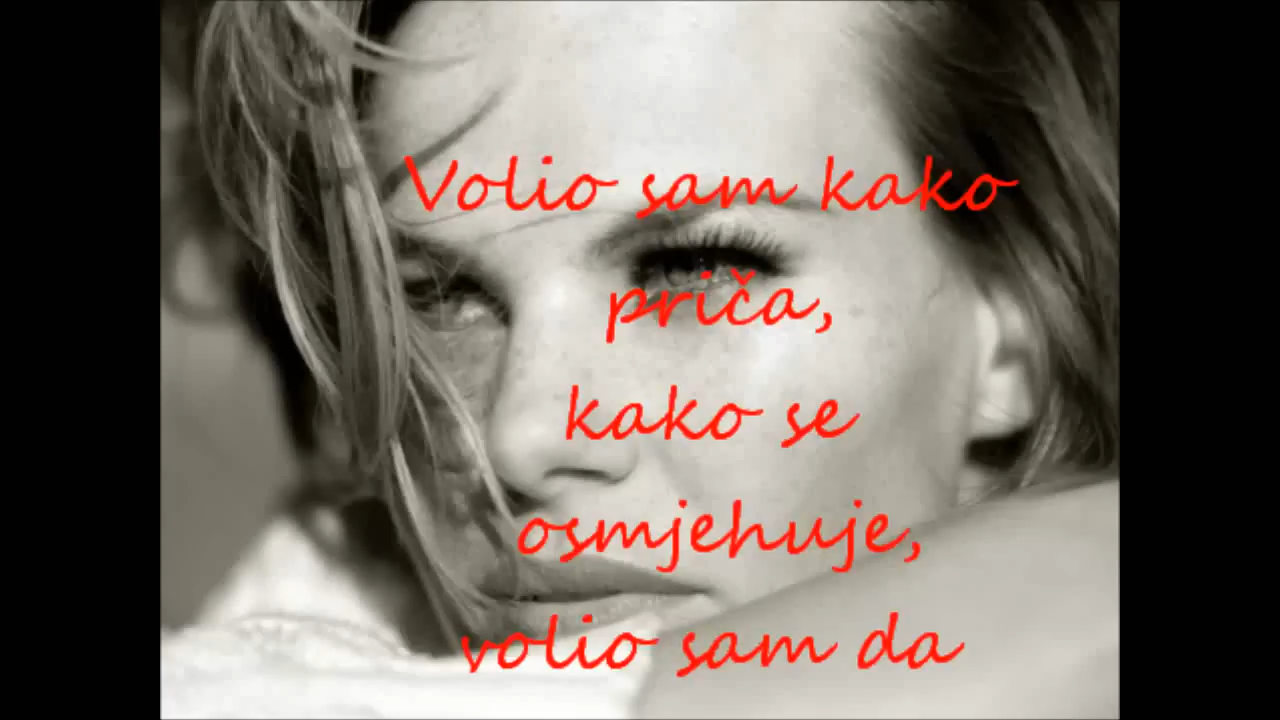 Volio sam kako
priča,
kako se
osmjehuje,
volio sam da